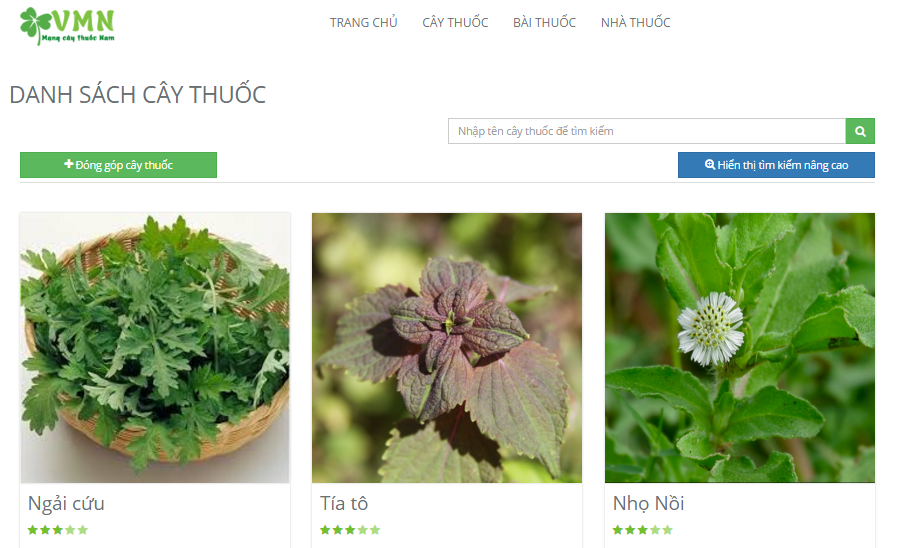 VMN
Mạng cây thuốc Nam
TRANG CHỦ CÂY THUỐC BÀI THUỐC NHÀ THUỐC
DANH SÁCH CÂY THUỐC
Nhập tên cây thuốc để tìm kiếm
Đóng góp cây thuốc
Hiển thị tìm kiếm nâng cao
Ngải cứu
Tía tô
Nhọ Nồi